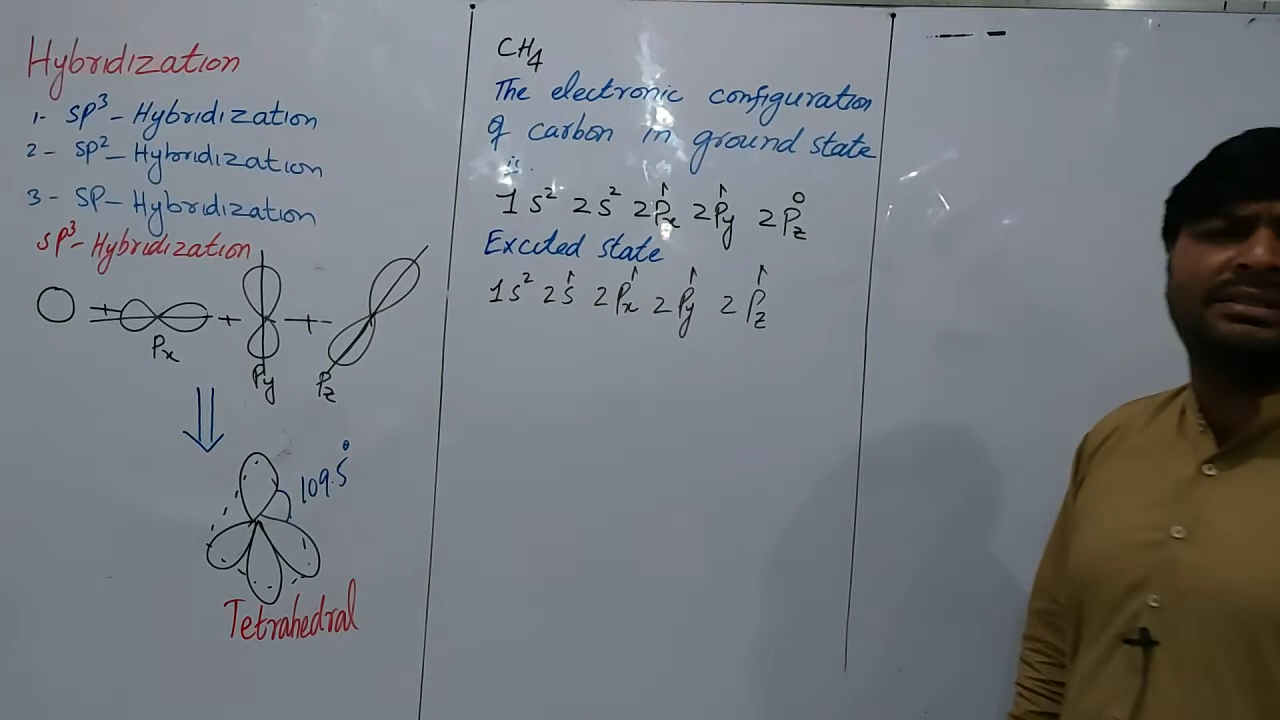 Hybridization
1- sp³-Hybridization
2- sp²-Hybridization
3- sp-Hybridization
sp³-Hybridization
+ + +
Px
Py
Pz
109.5°
Tetrahedral
CH₄
The electronic configuration
of carbon in ground state
is.
1s² 2s² 2Px↑ 2Py↑ 2Pz⁰
Excited state
1s² 2s↑ 2Px↑ 2Py↑ 2Pz↑